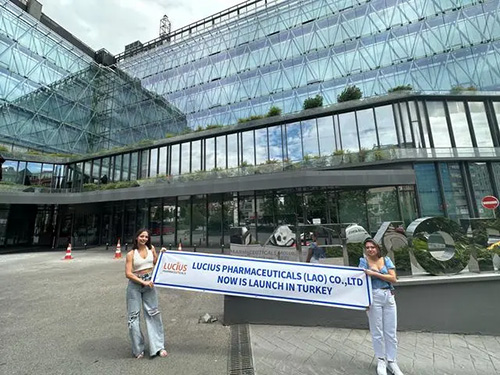 LUCIUS
LUCIUS PHARMACEUTICALS (LAO) CO.,LTD
NOW IS LAUNCH IN TURKEY